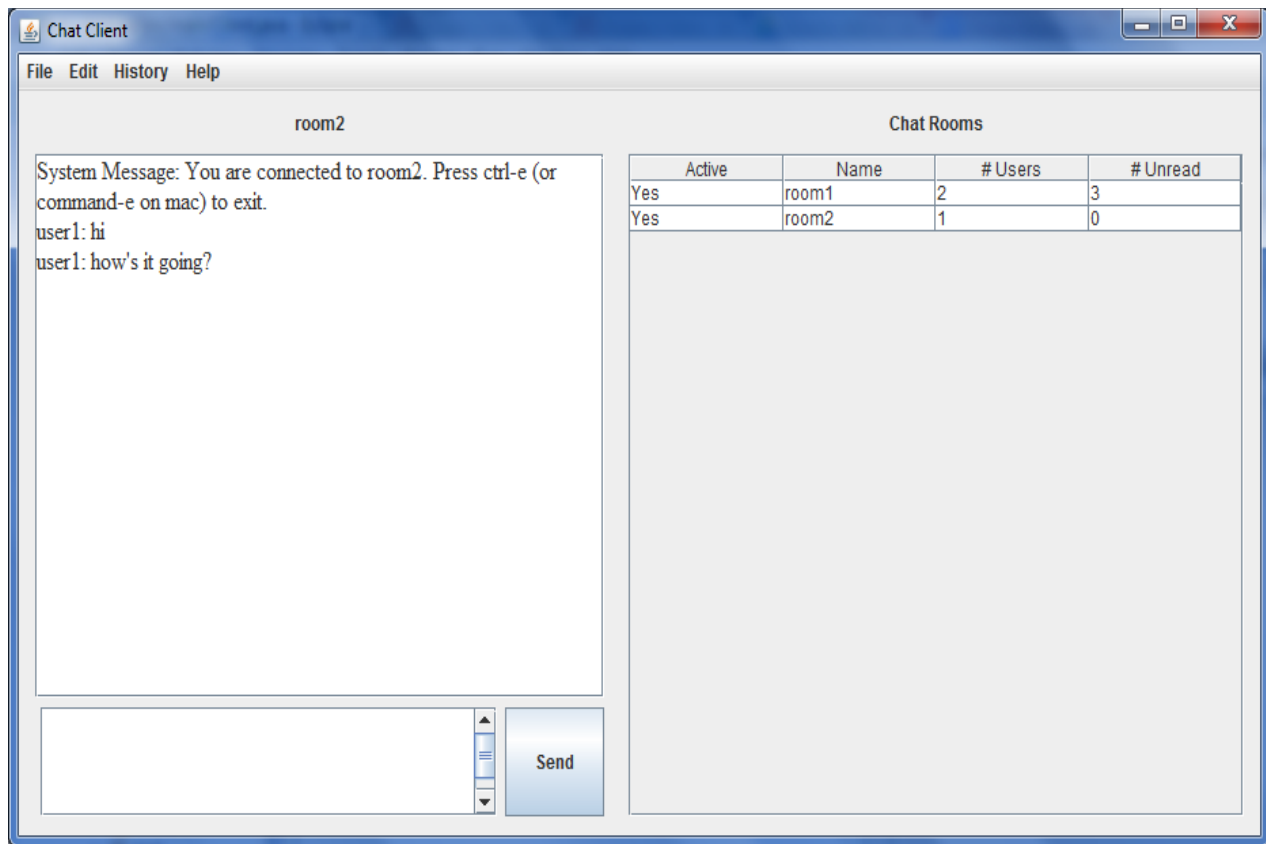 Chat Client
File Edit History Help
room2
System Message: You are connected to room2. Press ctrl-e (or
command-e on mac) to exit.
user1: hi
user1: how's it going?
Send
Chat Rooms
Active Name # Users # Unread
Yes room1 2 3
Yes room2 1 0